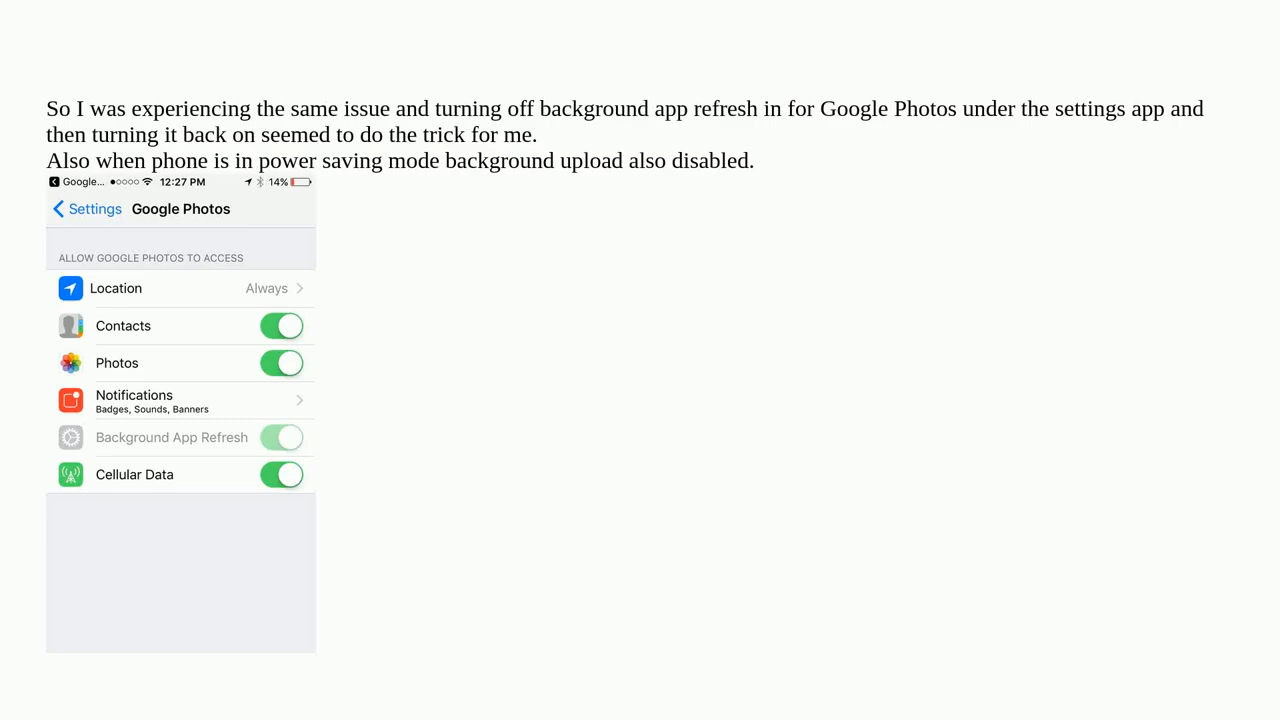 So I was experiencing the same issue and turning off background app refresh in for Google Photos under the settings app and
then turning it back on seemed to do the trick for me.
Also when phone is in power saving mode background upload also disabled.
Google... 12:27 PM 14%
Settings Google Photos
ALLOW GOOGLE PHOTOS TO ACCESS
Location Always
Contacts
Photos
Notifications
Badges, Sounds, Banners
Background App Refresh
Cellular Data